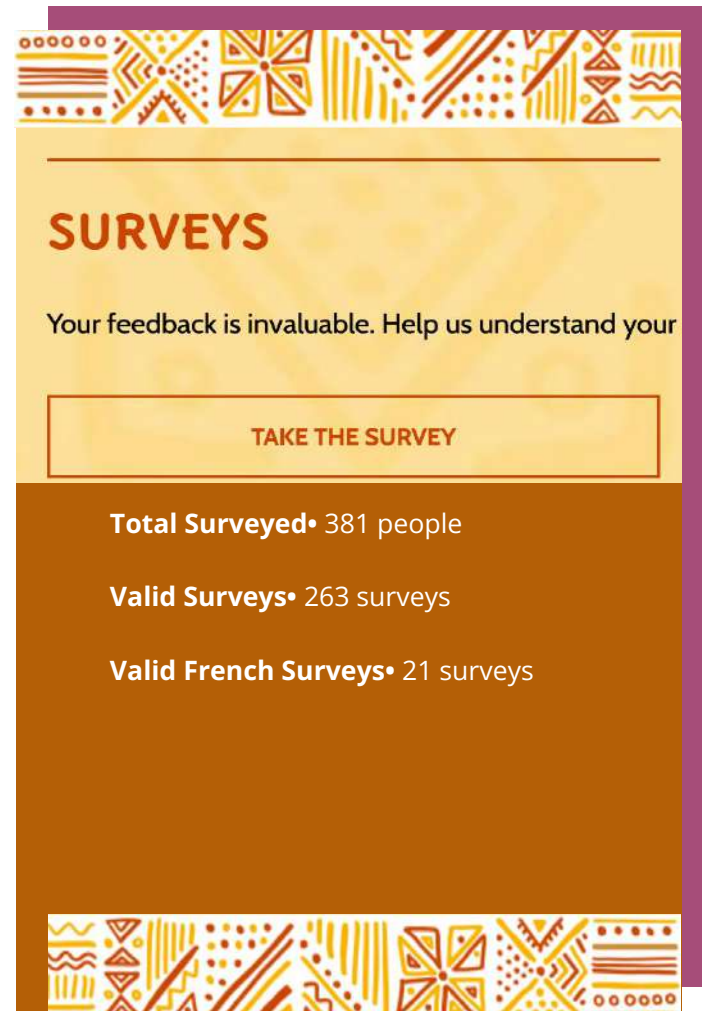 SURVEYS
Your feedback is invaluable. Help us understand your
TAKE THE SURVEY
Total Surveyed• 381 people
Valid Surveys• 263 surveys
Valid French Surveys• 21 surveys